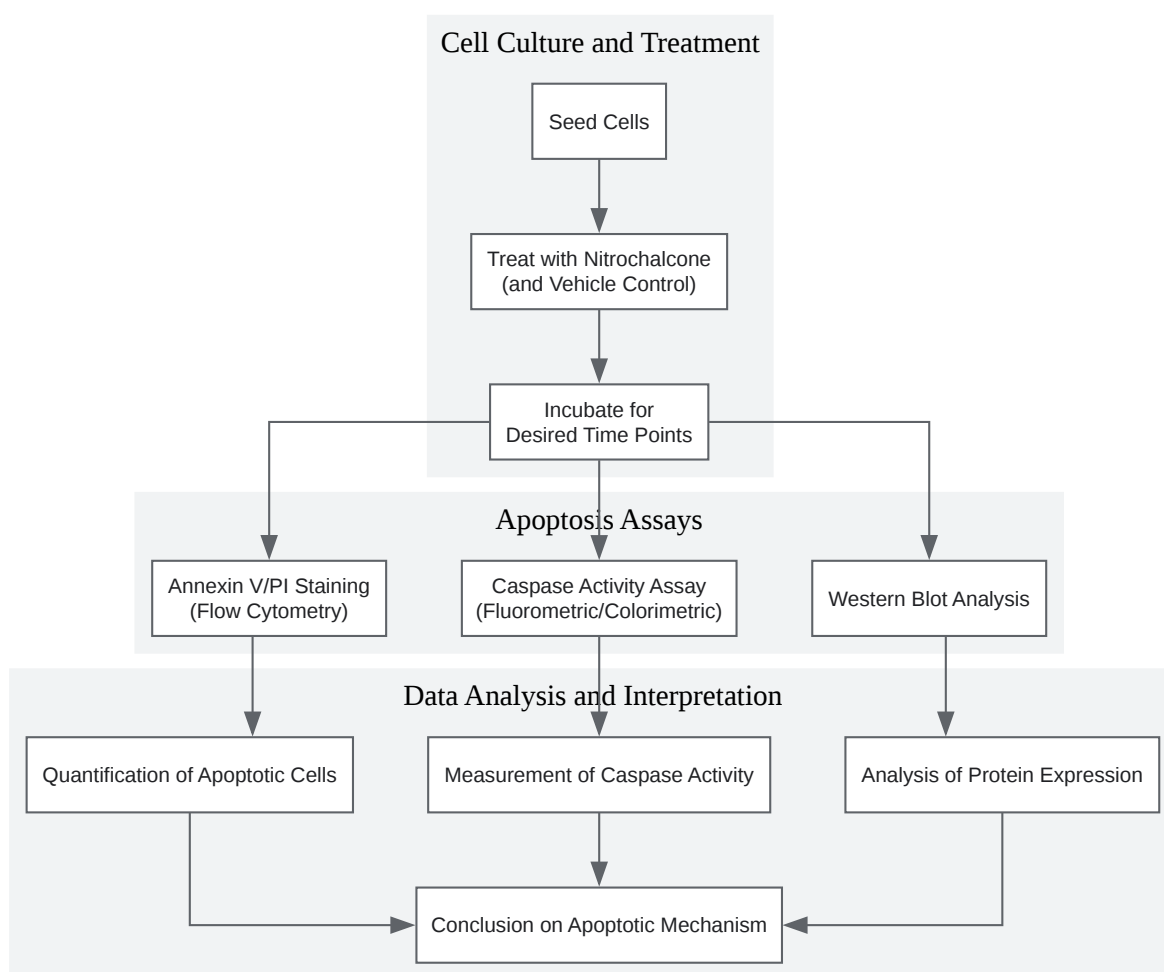 Cell Culture and Treatment
Seed Cells
Treat with Nitrochalcone
(and Vehicle Control)
Incubate for
Desired Time Points
Apoptosis Assays
Annexin V/PI Staining
(Flow Cytometry)
Caspase Activity Assay
(Fluorometric/Colorimetric)
Western Blot Analysis
Data Analysis and Interpretation
Quantification of Apoptotic Cells
Measurement of Caspase Activity
Analysis of Protein Expression
Conclusion on Apoptotic Mechanism